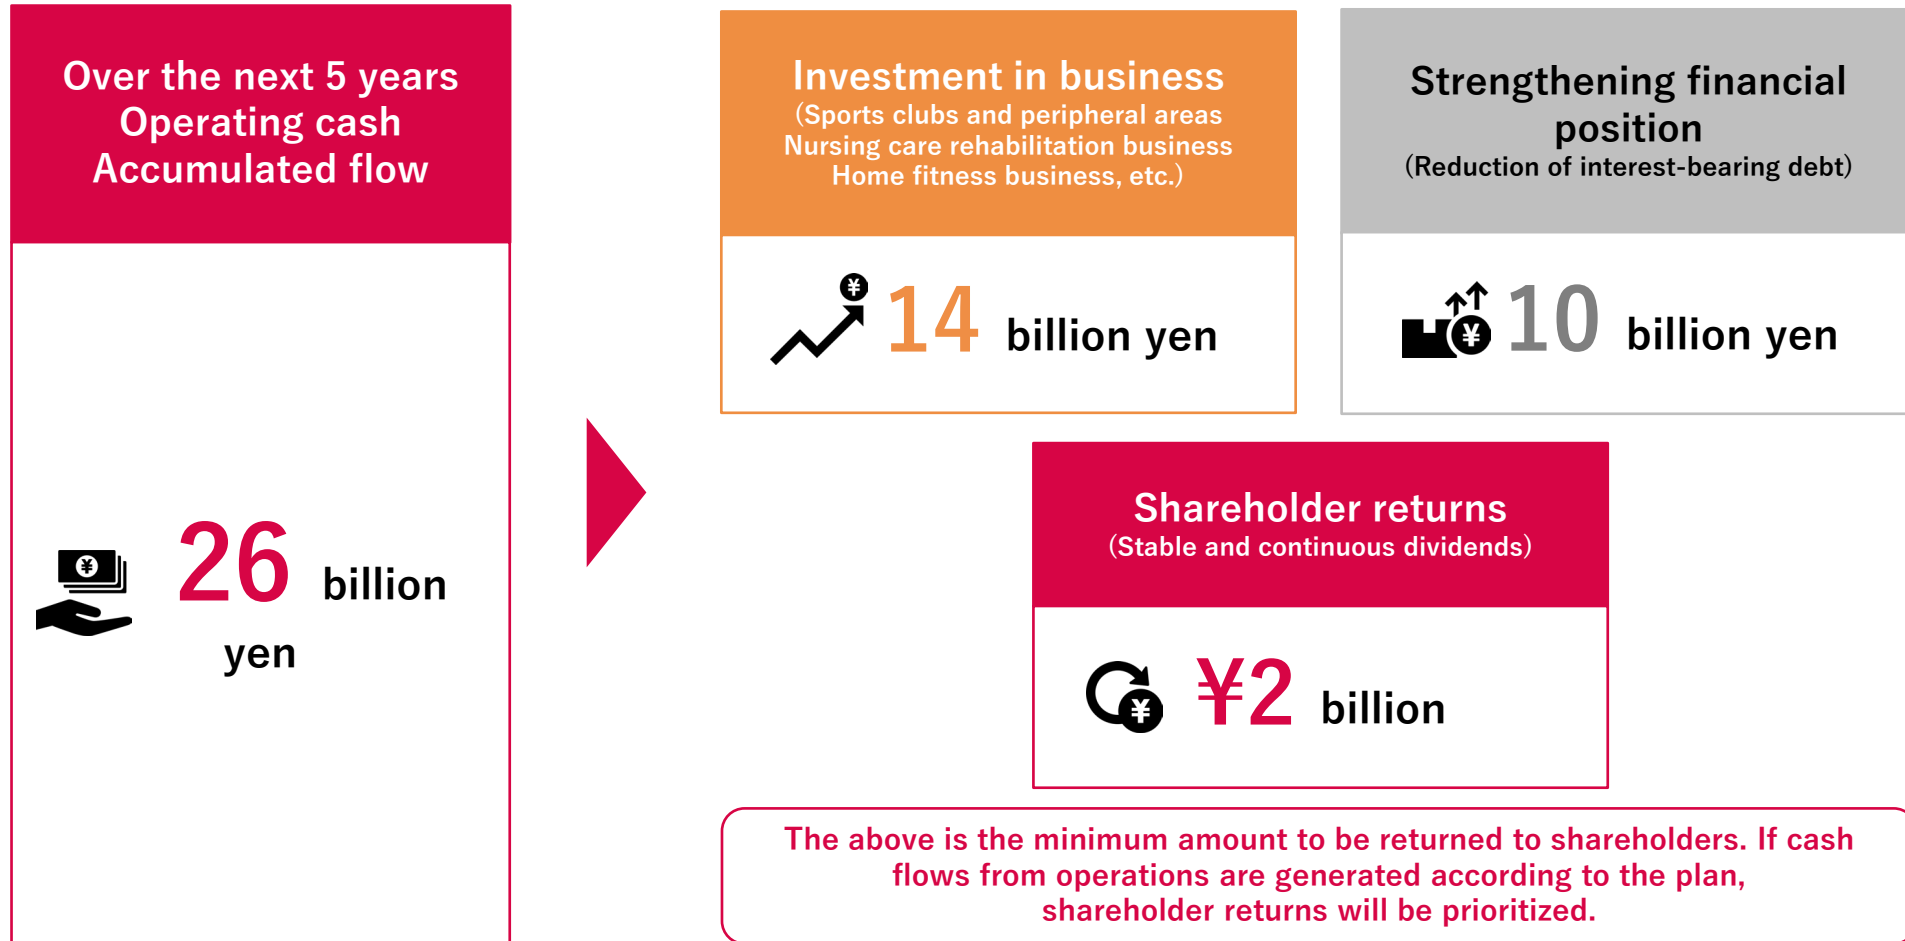 Over the next 5 years
Operating cash
Accumulated flow
¥
26 billion
yen
Investment in business
(Sports clubs and peripheral areas
Nursing care rehabilitation business
Home fitness business, etc.)
¥
14 billion yen
Strengthening financial
position
(Reduction of interest-bearing debt)
¥
10 billion yen
Shareholder returns
(Stable and continuous dividends)
¥
¥2 billion
The above is the minimum amount to be returned to shareholders. If cash
flows from operations are generated according to the plan,
shareholder returns will be prioritized.